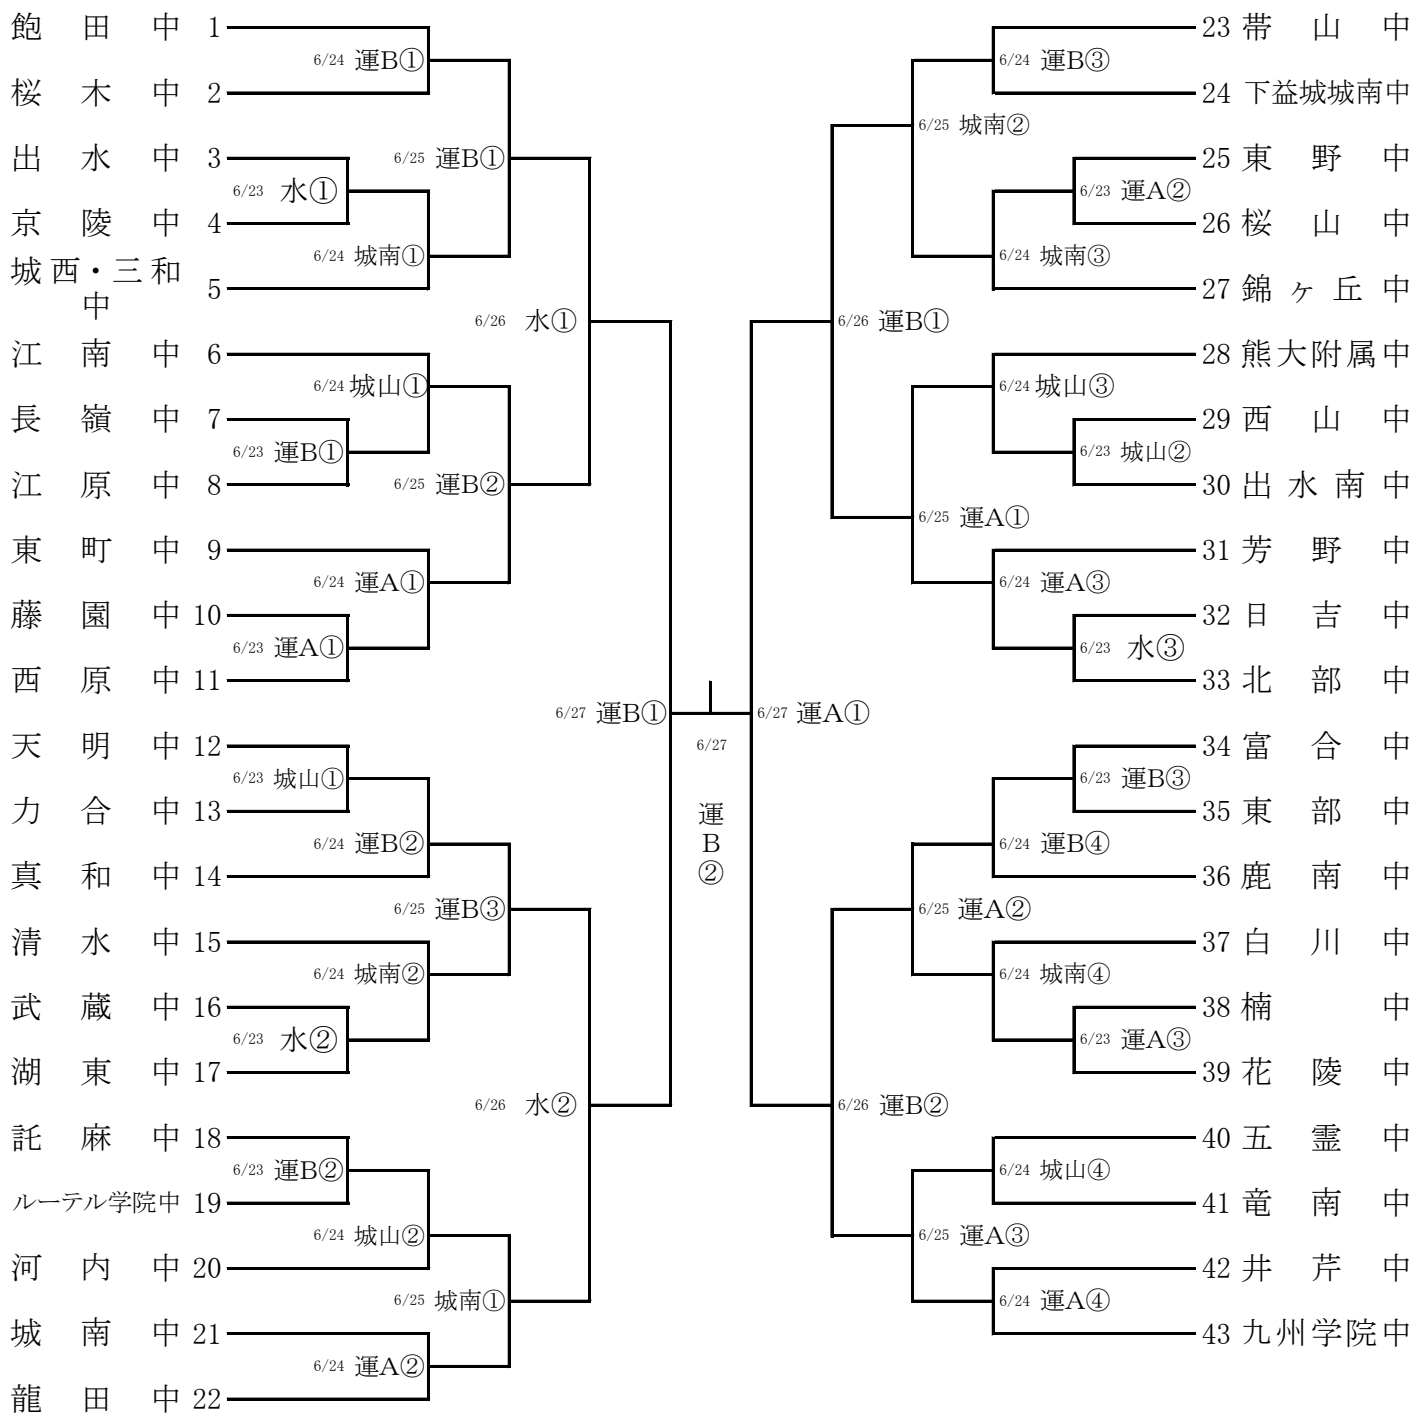 飽田中 1
6/24 運B①
桜木中 2
出水中 3
6/25 運B①
6/23 水①
京陵中 4
6/24 城南①
城西・三和
中
5
6/26 水①
江南中 6
6/24 城山①
長嶺中 7
6/23 運B①
江原中 8
6/25 運B②
東町中 9
6/24 運A①
藤園中 10
6/23 運A①
西原中 11
6/27 運B①
天明中 12
6/23 城山①
力合中 13
6/24 運B②
真和中 14
6/25 運B③
清水中 15
6/24 城南②
武蔵中 16
6/23 水②
湖東中 17
6/26 水②
託麻中 18
6/23 運B②
ルーテル学院中 19
6/24 城山②
河内中 20
6/25 城南①
城南中 21
6/24 運A②
龍田中 22
6/27
運
B
②
23 帯山中
6/24 運B③
24 下益城城南中
6/25 城南②
25 東野中
6/23 運A②
26 桜山中
6/24 城南③
27 錦ヶ丘中
6/26 運B①
28 熊大附属中
6/24 城山③
29 西山中
6/23 城山②
30 出水南中
6/25 運A①
31 芳野中
6/24 運A③
32 日吉中
6/23 水③
33 北部中
6/27 運A①
34 富合中
6/23 運B③
35 東部中
6/24 運B④
36 鹿南中
6/25 運A②
37 白川中
6/24 城南④
38 楠中
6/23 運A③
39 花陵中
6/26 運B②
40 五霊中
6/24 城山④
41 竜南中
6/25 運A③
42 井芹中
6/24 運A④
43 九州学院中